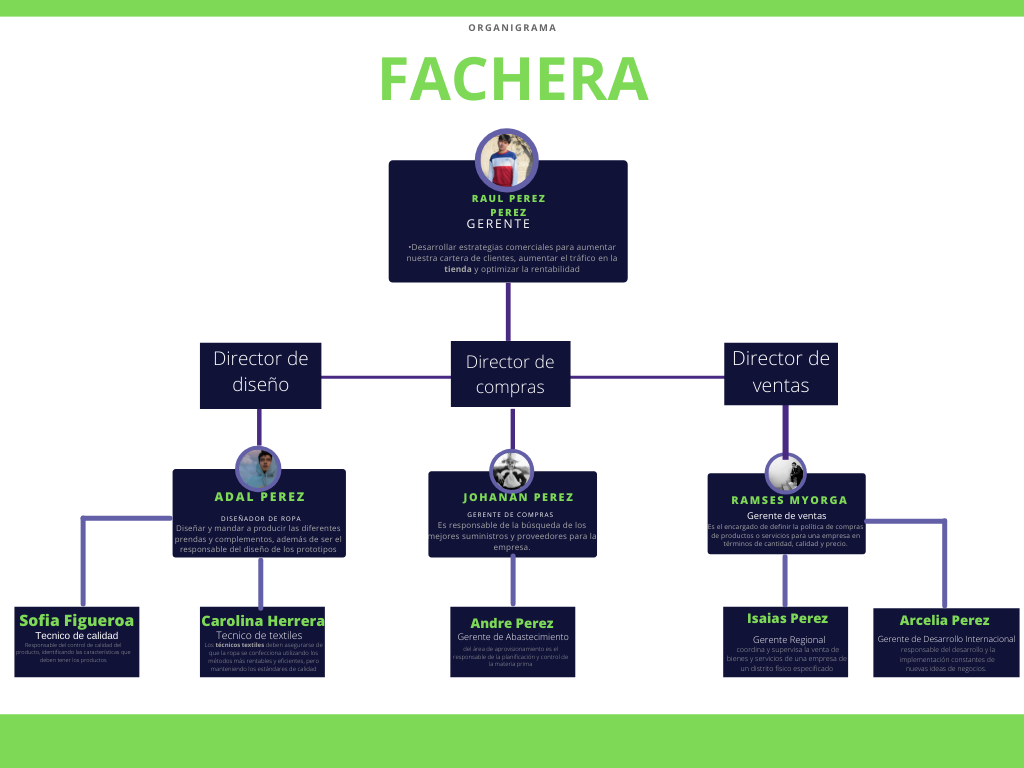 ORGANIGRAMA
FACHERA
RAUL PEREZ
PEREZ
GERENTE
•Desarrollar estrategias comerciales para aumentar
nuestra cartera de clientes, aumentar el tráfico en la
tienda y optimizar la rentabilidad
Director de
diseño
Director de
compras
Director de
ventas
ADAL PEREZ
DISEÑADOR DE ROPA
Diseñar y mandar a producir las diferentes
prendas y complementos, además de ser el
responsable del diseño de los prototipos
JOHANAN PEREZ
GERENTE DE COMPRAS
Es responsable de la búsqueda de los
mejores suministros y proveedores para la
empresa.
RAMSES MYORGA
Gerente de ventas
Es el encargado de definir la política de compras
de productos o servicios para una empresa en
términos de cantidad, calidad y precio.
Sofia Figueroa
Tecnico de calidad
Responsable del control de calidad del
producto, identificando las características que
deben tener los productos
Carolina Herrera
Tecnico de textiles
Los técnicos textiles deben asegurarse de
que la ropa se confecciona utilizando los
métodos más rentables y eficientes, pero
manteniendo los estándares de calidad.
Andre Perez
Gerente de Abastecimiento
del área de aprovisionamiento es el
responsable de la planificación y control de
la materia prima
Isaias Perez
Gerente Regional
coordina y supervisa la venta de
bienes y servicios de una empresa de
un distrito físico especificado
Arcelia Perez
Gerente de Desarrollo Internacional
responsable del desarrollo y la
implementación constantes de
nuevas ideas de negocios.